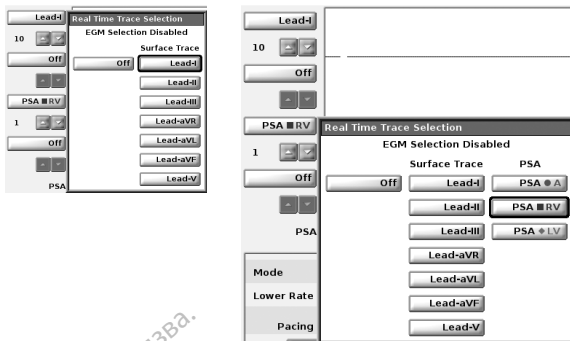 Lead-I
Real Time Trace Selection
EGM Selection Disabled
10
Surface Trace
Off
Off
Lead-I
Lead-II
PSA ■ RV
Lead-III
1
Lead-aVR
Off
Lead-aVL
Lead-aVF
PSA
Lead-V
Lead-I
10
Off
PSA ■ RV
Real Time Trace Selection
1
EGM Selection Disabled
Surface Trace
PSA
Off
Off
Lead-I
PSA ● A
Lead-II
PSA ■ RV
PSA
Lead-III
PSA ◆ LV
Lead-aVR
Mode
Lead-aVL
Lower Rate
Lead-aVF
Pacing
Lead-V